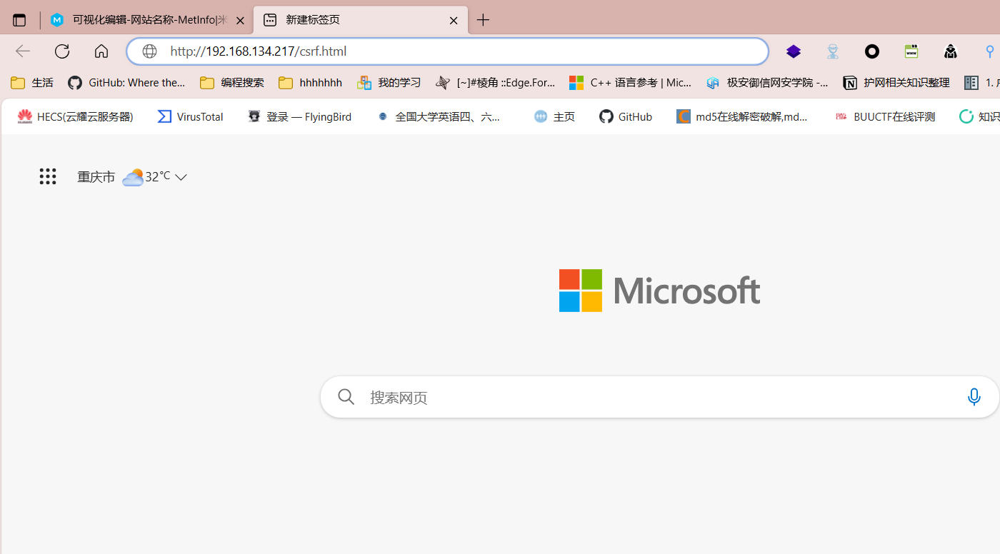 可视化编辑-网站名称-MetInfo|米
新建标签页
http://192.168.134.217/csrf.html
生活
GitHub: Where the...
编程搜索
hhhhhhh
我的学习
[~]#棱角 ::Edge.For...
C++ 语言参考 | Mic...
极安御信网安学院 -...
护网相关知识整理
HECS(云耀云服务器)
VirusTotal
登录 — FlyingBird
全国大学英语四、六...
主页
GitHub
md5在线解密破解,md...
BUUCTF在线评测
知识
重庆市 32℃
Microsoft
搜索网页